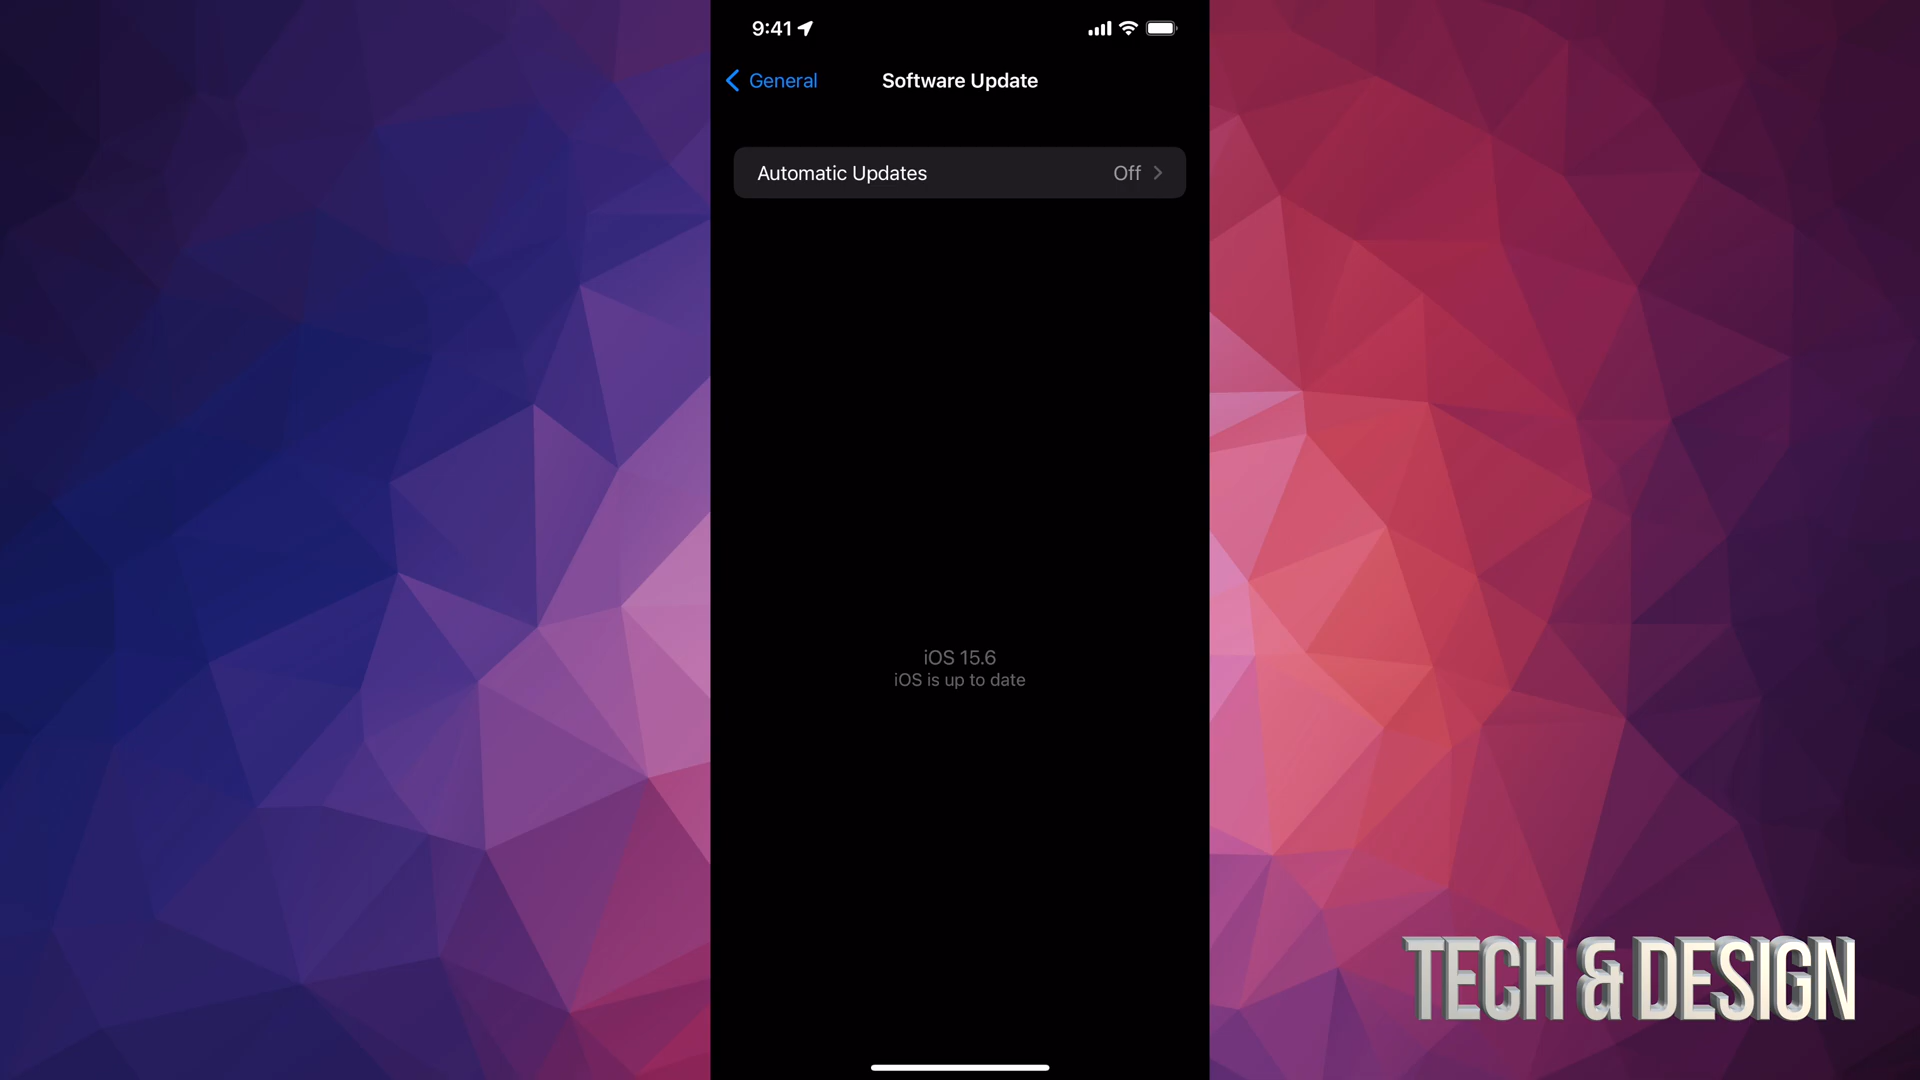 9:41
General
Software Update
Automatic Updates Off
iOS 15.6
iOS is up to date
TECH & DESIGN